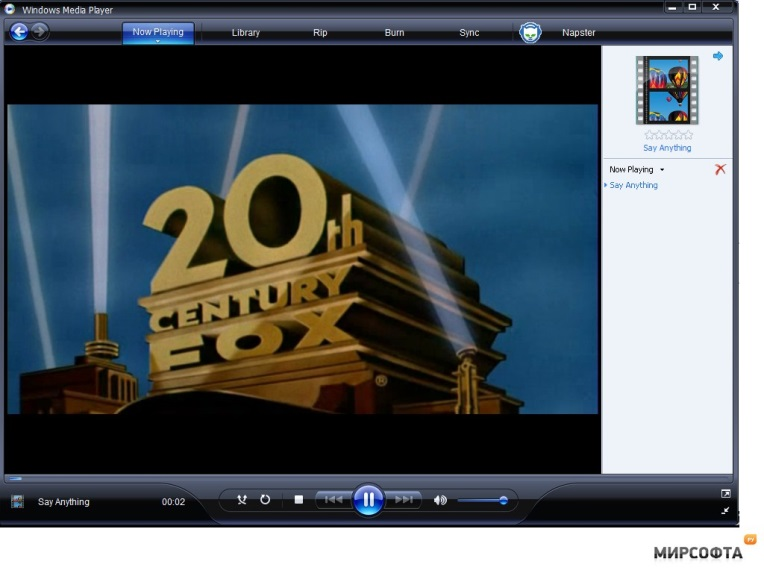 Windows Media Player
Now Playing Library Rip Burn Sync Napster
20th
CENTURY
FOX
®
Say Anything
Now Playing
Say Anything
Say Anything 00:02
МИРСОФТА